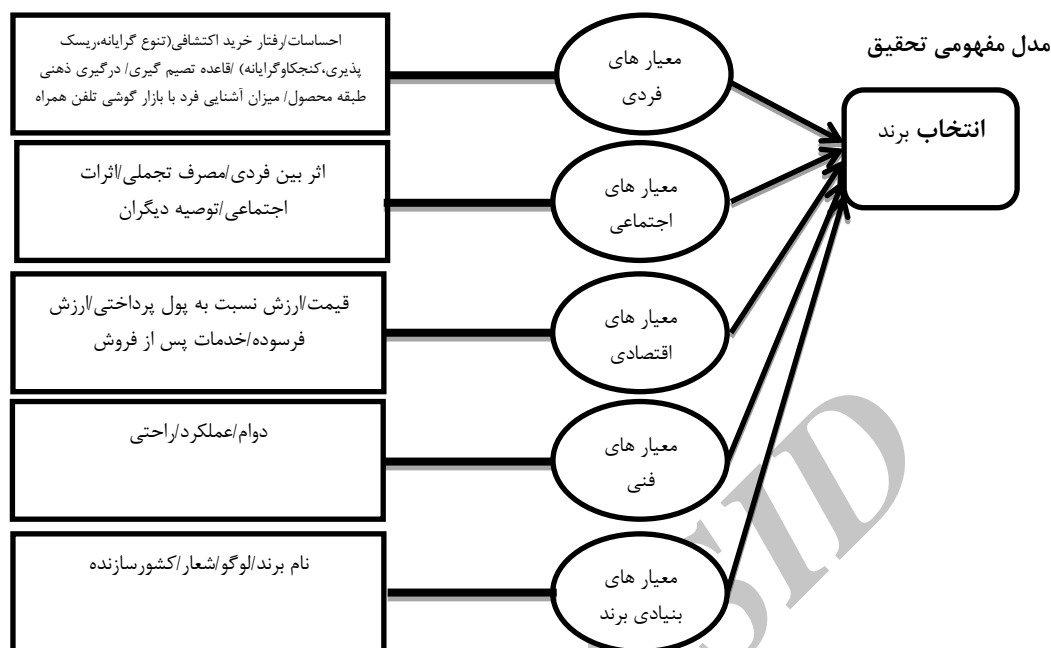 مدل مفهومی تحقیق
انتخاب برند
معیار های
فردی
احساسات/رفتار خرید اکتشافی(تنوع گرایانه،ریسک
پذیری،کنجکاوگرایانه) /قاعده تصیم گیری/ درگیری ذهنی
طبقه محصول/ میزان آشنایی فرد با بازار گوشی تلفن همراه
معیار های
اجتماعی
اثر بین فردی/مصرف تجملی/اثرات
اجتماعی/توصیه دیگران
معیار های
اقتصادی
قیمت/ارزش نسبت به پول پرداختی/ارزش
فرسوده/خدمات پس از فروش
معیار های
فنی
دوام/عملکرد/راحتی
معیار های
بنیادی برند
نام برند/لوگو/شعار/کشورسازنده
SID